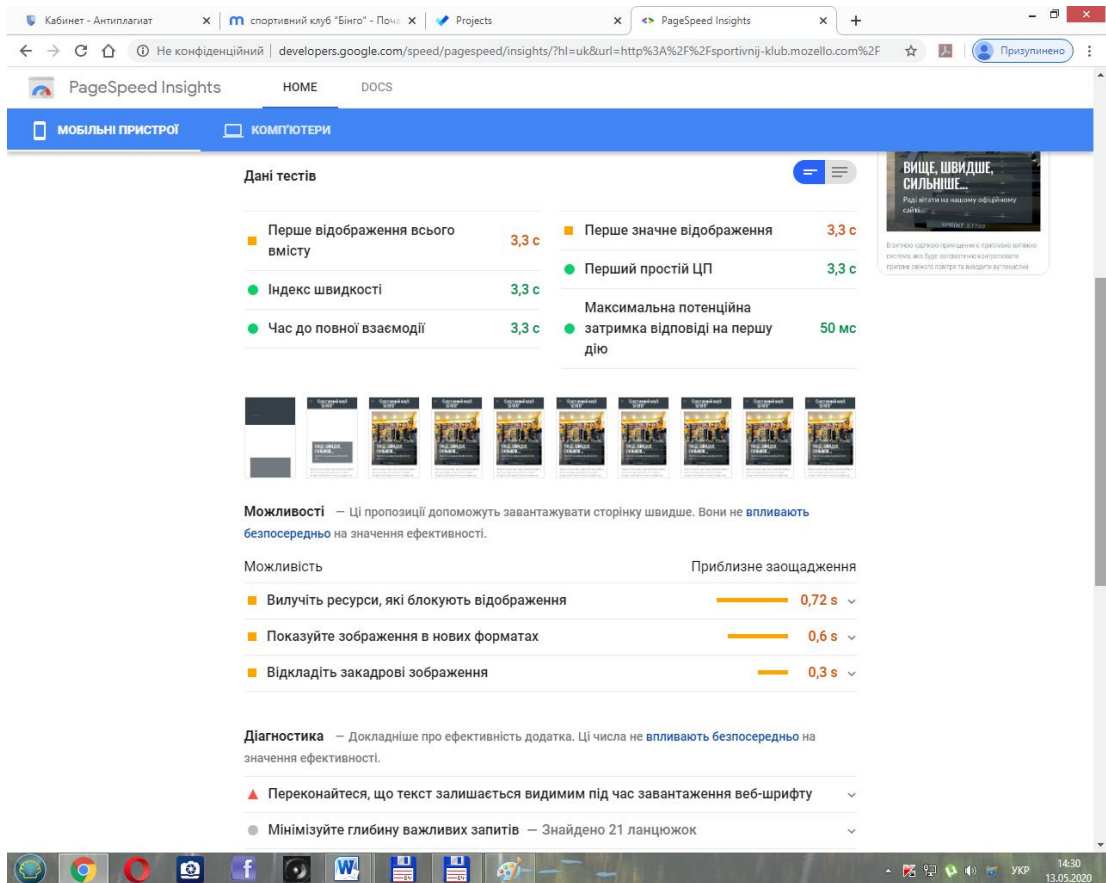 Кабинет - Антиплагиат
спортивний клуб "Бінго" - Поча
Projects
PageSpeed Insights
Не конфіденційний
developers.google.com/speed/pagespeed/insights/?hl=uk&url=http%3A%2F%2Fsportivnij-klub.mozello.com%2F
Призупинено
PageSpeed Insights
HOME
DOCS
МОБІЛЬНІ ПРИСТРОЇ
КОМП'ЮТЕРИ
ВИЩЕ, ШВИДШЕ,
СИЛЬНІШЕ...
Раді вітати на нашому офіційному
сайті
Дані тестів
Перше відображення всього
вмісту
3,3 с
Перше значне відображення
3,3 с
Індекс швидкості
3,3 с
Перший простій ЦП
3,3 с
Час до повної взаємодії
3,3 с
Максимальна потенційна
затримка відповіді на першу
дію
50 мс
Можливості — Ці пропозиції допоможуть завантажувати сторінку швидше. Вони не впливають
безпосередньо на значення ефективності.
Можливість
Приблизне заощадження
Вилучіть ресурси, які блокують відображення
0,72 s
Показуйте зображення в нових форматах
0,6 s
Відкладіть закадрові зображення
0,3 s
Діагностика — Докладніше про ефективність додатка. Ці числа не впливають безпосередньо на
значення ефективності.
Переконайтеся, що текст залишається видимим під час завантаження веб-шрифту
Мінімізуйте глибину важливих запитів — Знайдено 21 ланцюжок
УКР
14:30
13.05.2020